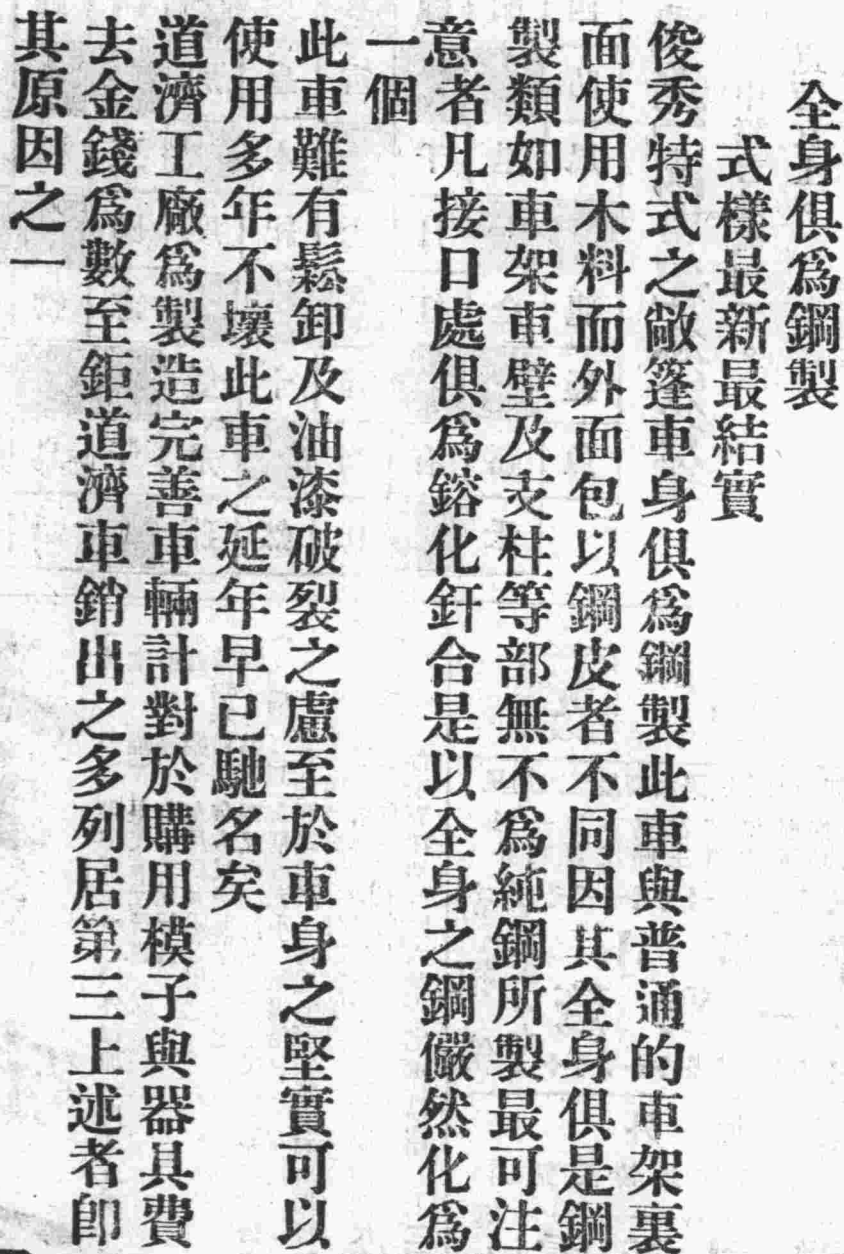 全身俱爲鋼製
式樣最新最結實
俊秀特式之敞篷車身俱爲鋼製此車與普通的車架裏
面使用木料而外面包以鋼皮者不同因其全身俱是鋼
製類如車架車壁及支柱等部無不爲純鋼所製最可注
意者凡接口處俱爲鎔化釬合是以全身之鋼儼然化爲
一個
此車難有鬆卸及油漆破裂之慮至於車身之堅實可以
使用多年不壞此車之延年早已馳名矣
道濟工廠爲製造完善車輛計對於購用模子與器具費
去金錢爲數至鉅道濟車銷出之多列居第三上述者卽
其原因之一